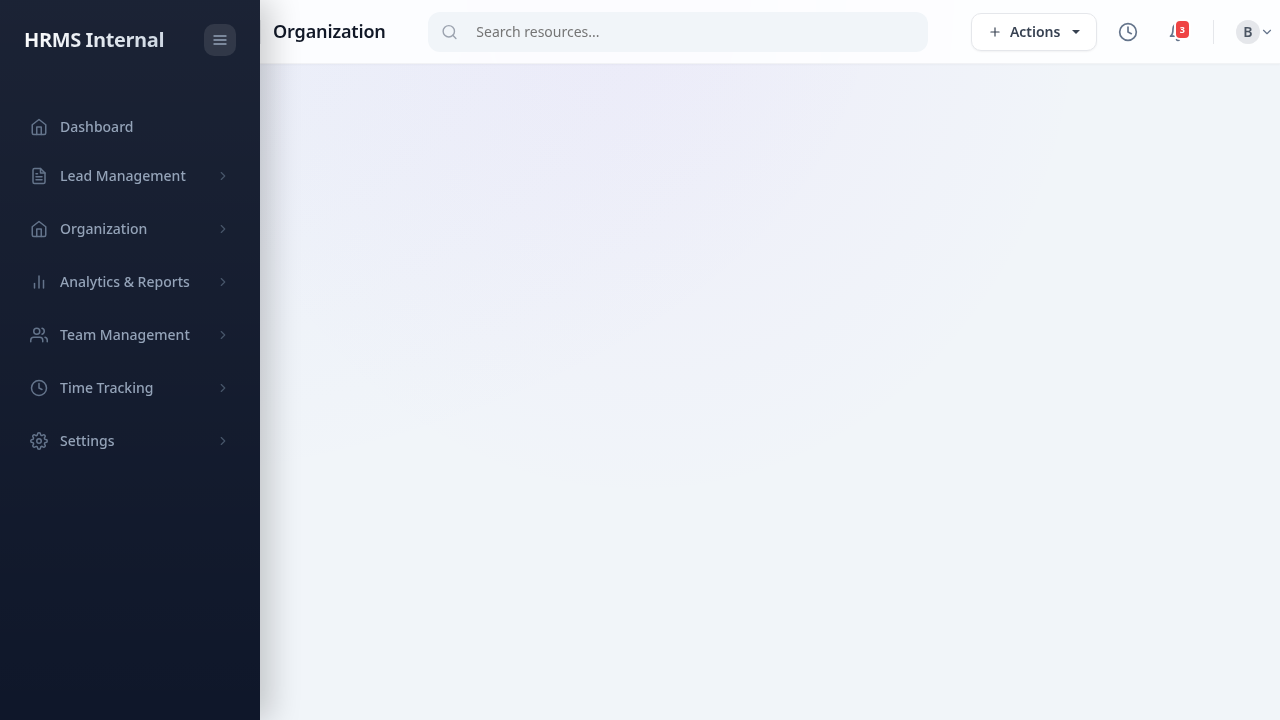 HRMS Internal
Dashboard
Lead Management
Organization
Analytics & Reports
Team Management
Time Tracking
Settings
Organization
Search resources...
Actions
3
B